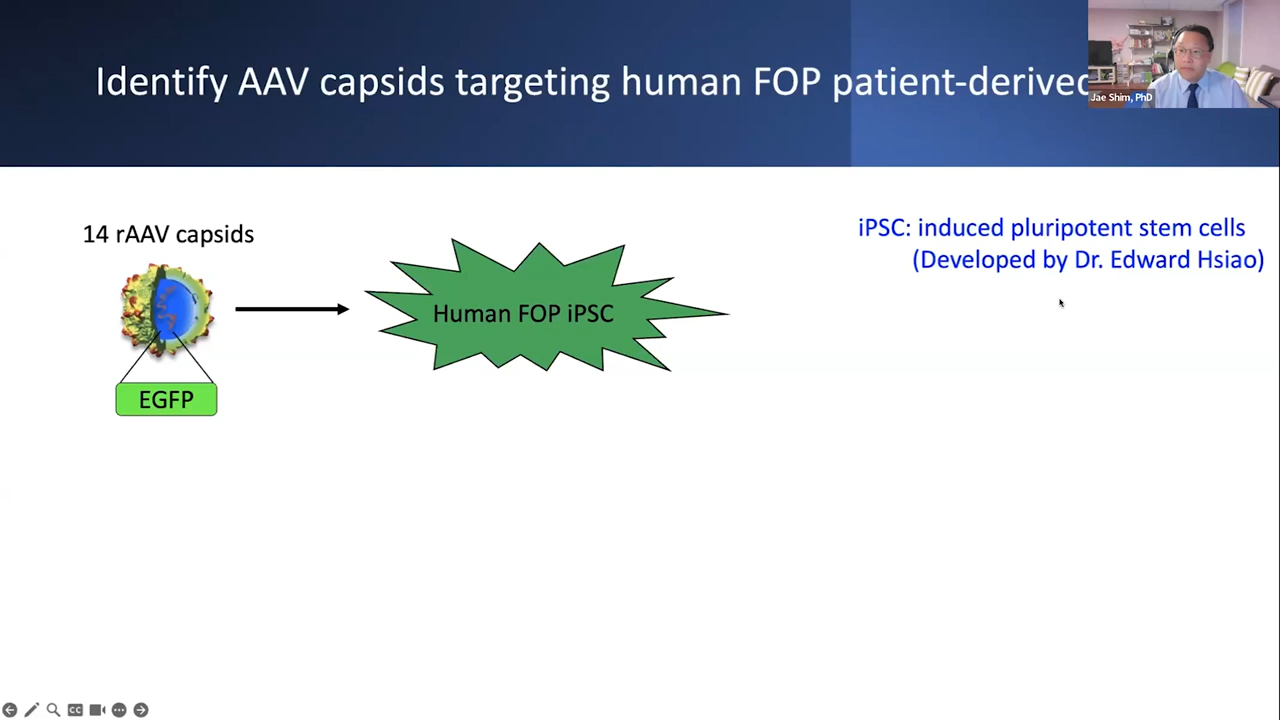 Identify AAV capsids targeting human FOP patient-derived
Jae Shim, PhD
14 rAAV capsids
EGFP
Human FOP iPSC
iPSC: induced pluripotent stem cells
(Developed by Dr. Edward Hsiao)
CC